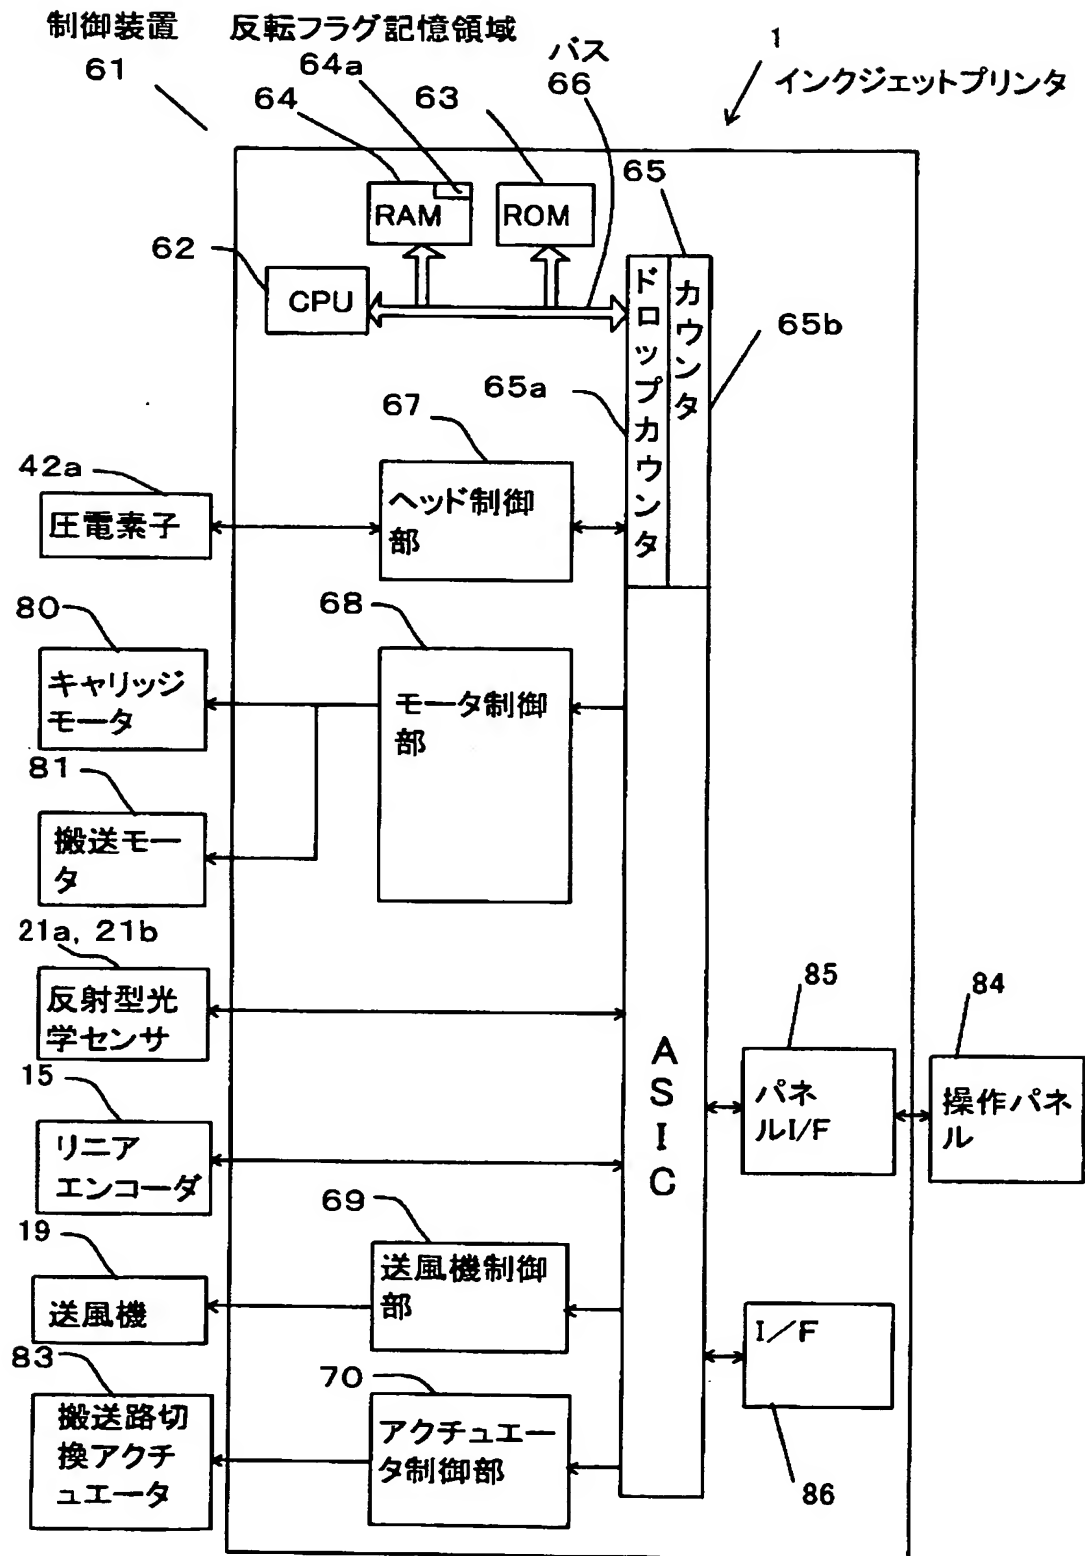 制御装置
61
反転フラグ記憶領域
64a
64
63
バス
66
1
インクジェットプリンタ
RAM
ROM
65
62
CPU
ドロップカウンタ
カウンタ
65b
65a
67
42a
圧電素子
ヘッド制御
部
80
68
キャリッジ
モータ
モータ制御
部
81
搬送モー
タ
21a, 21b
反射型光
学センサ
ASIC
85
84
15
パネ
ルI/F
操作パネ
ル
リニア
エンコーダ
69
19
送風機制御
部
送風機
I/F
83
70
搬送路切
換アクチ
ュエータ
アクチュエー
タ制御部
86